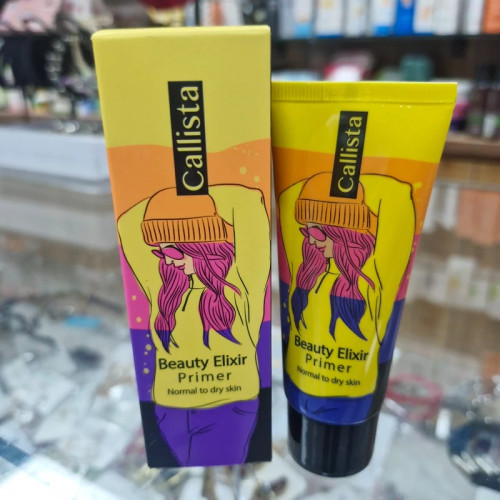 Callista
Beauty Elixir
Primer
Normal to dry skin
Callista
Beauty Elixir
Primer
Normal to dry skin